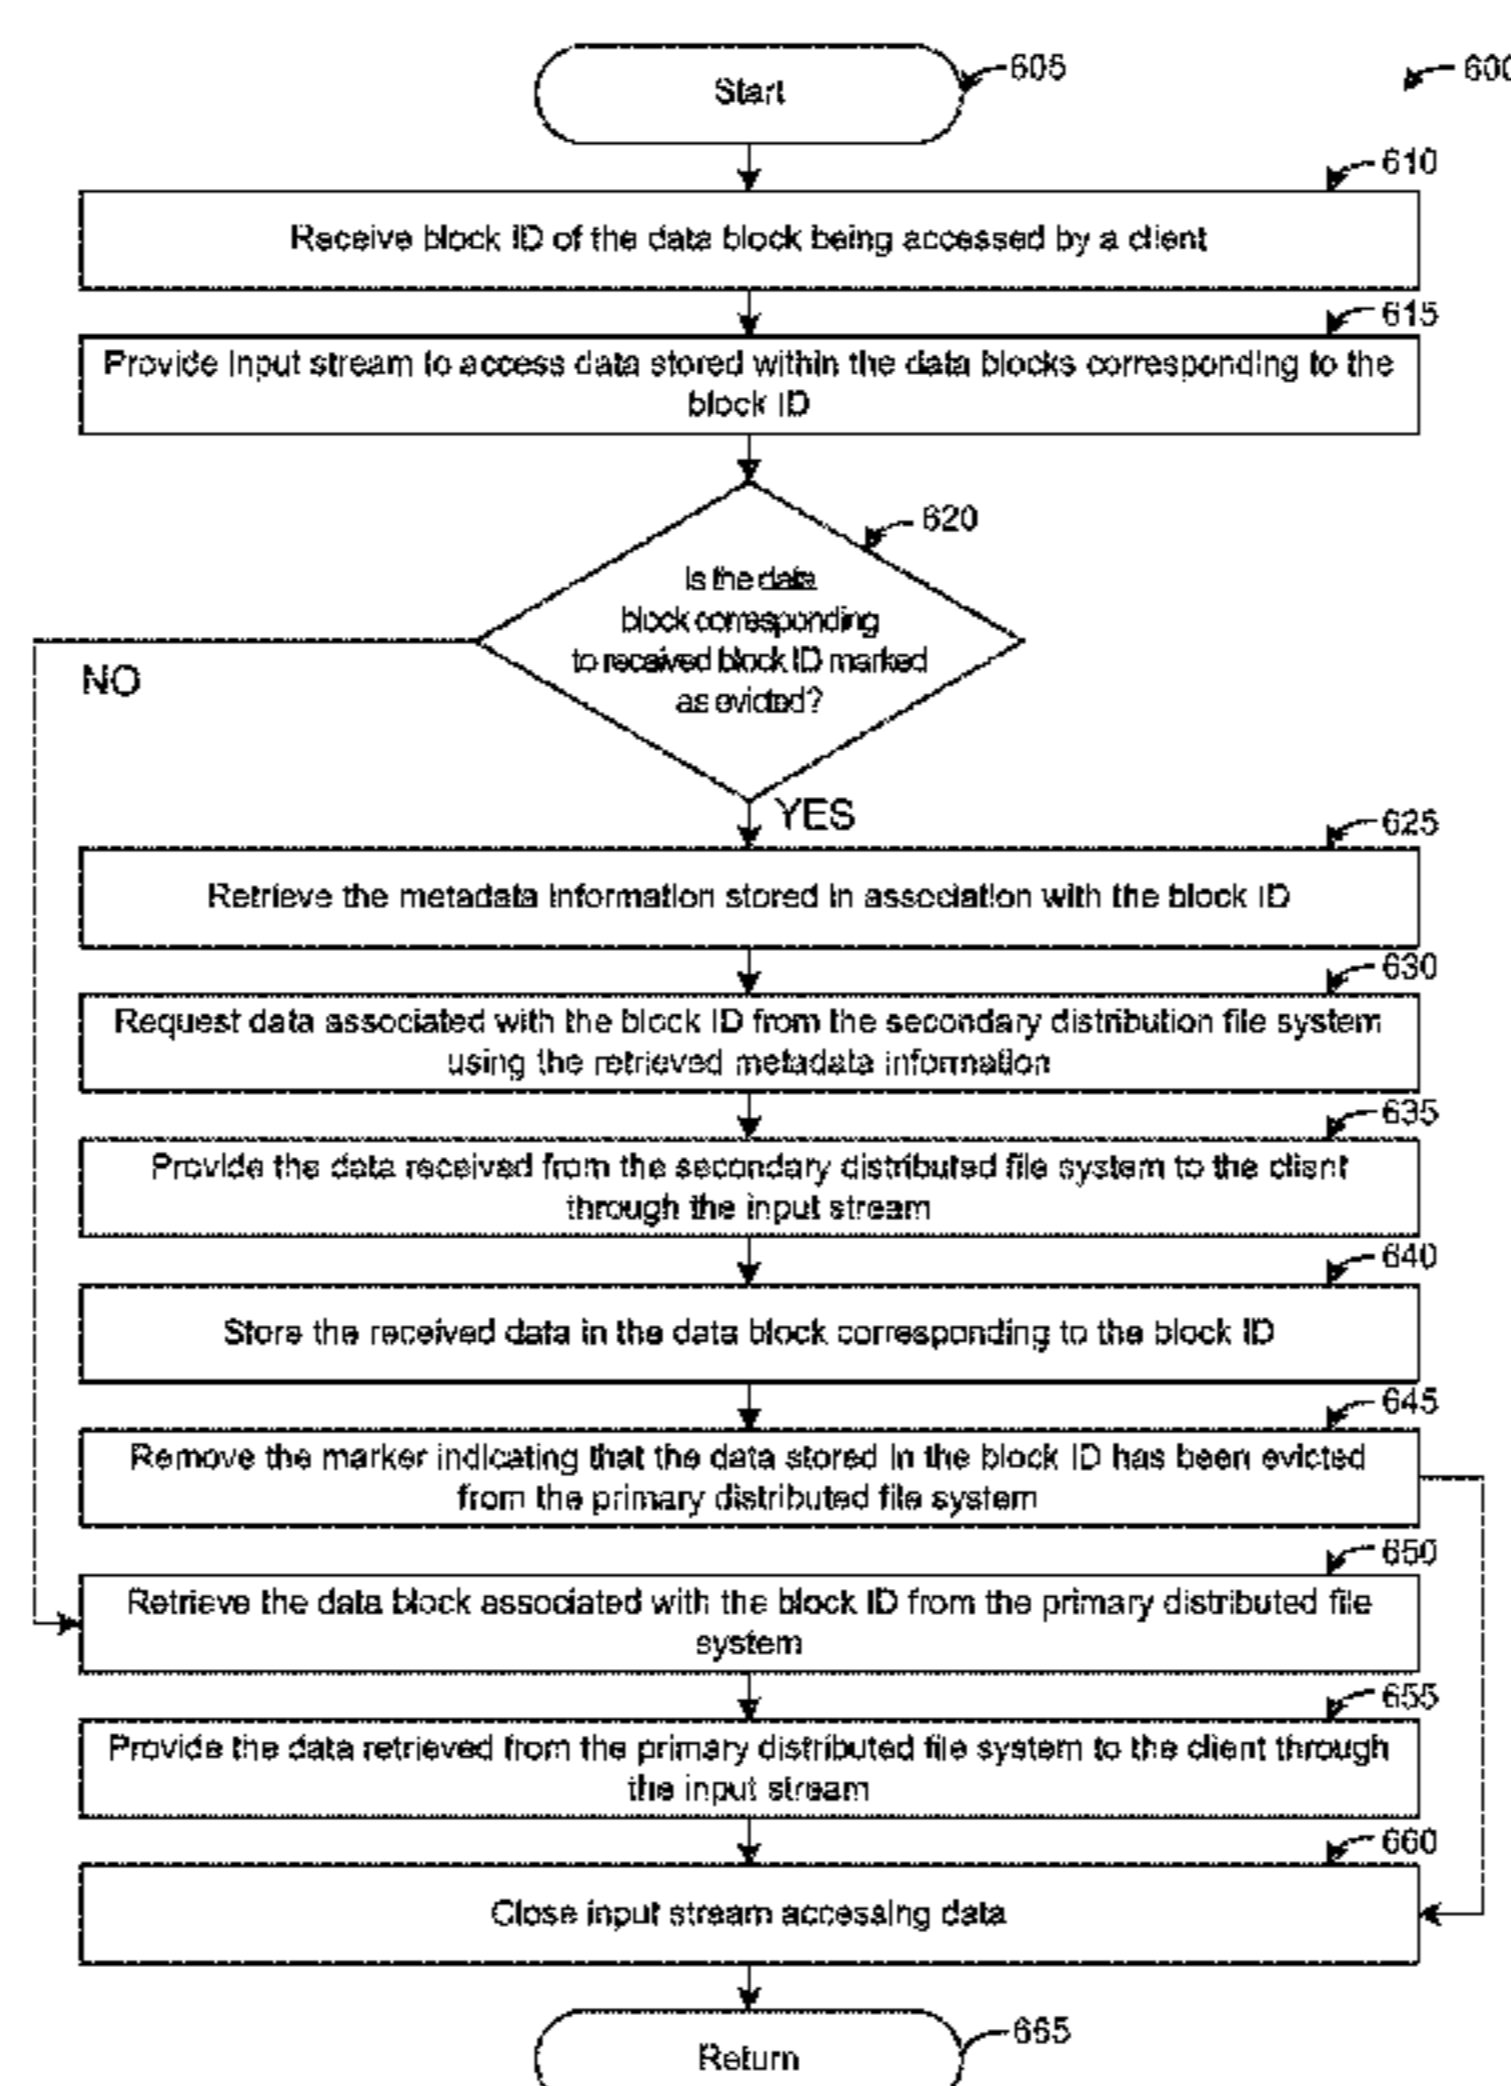 Start
605
600
610
Receive block ID of the data block being accessed by a client
615
Provide input stream to access data stored within the data blocks corresponding to the
block ID
620
Is the data
block corresponding
to received block ID marked
as evicted?
NO
YES
625
Retrieve the metadata information stored in association with the block ID
630
Request data associated with the block ID from the secondary distribution file system
using the retrieved metadata information
635
Provide the data received from the secondary distributed file system to the client
through the input stream
640
Store the received data in the data block corresponding to the block ID
645
Remove the marker indicating that the data stored in the block ID has been evicted
from the primary distributed file system
650
Retrieve the data block associated with the block ID from the primary distributed file
system
655
Provide the data retrieved from the primary distributed file system to the client through
the input stream
660
Close input stream accessing data
665
Return